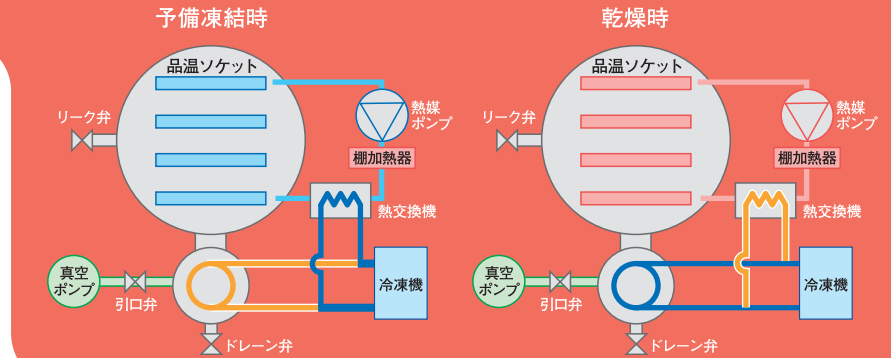 予備凍結時
品温ソケット
リーク弁
熱媒
ポンプ
棚加熱器
熱交換機
真空
ポンプ
引口弁
冷凍機
ドレーン弁
乾燥時
品温ソケット
リーク弁
熱媒
ポンプ
棚加熱器
熱交換機
真空
ポンプ
引口弁
冷凍機
ドレーン弁